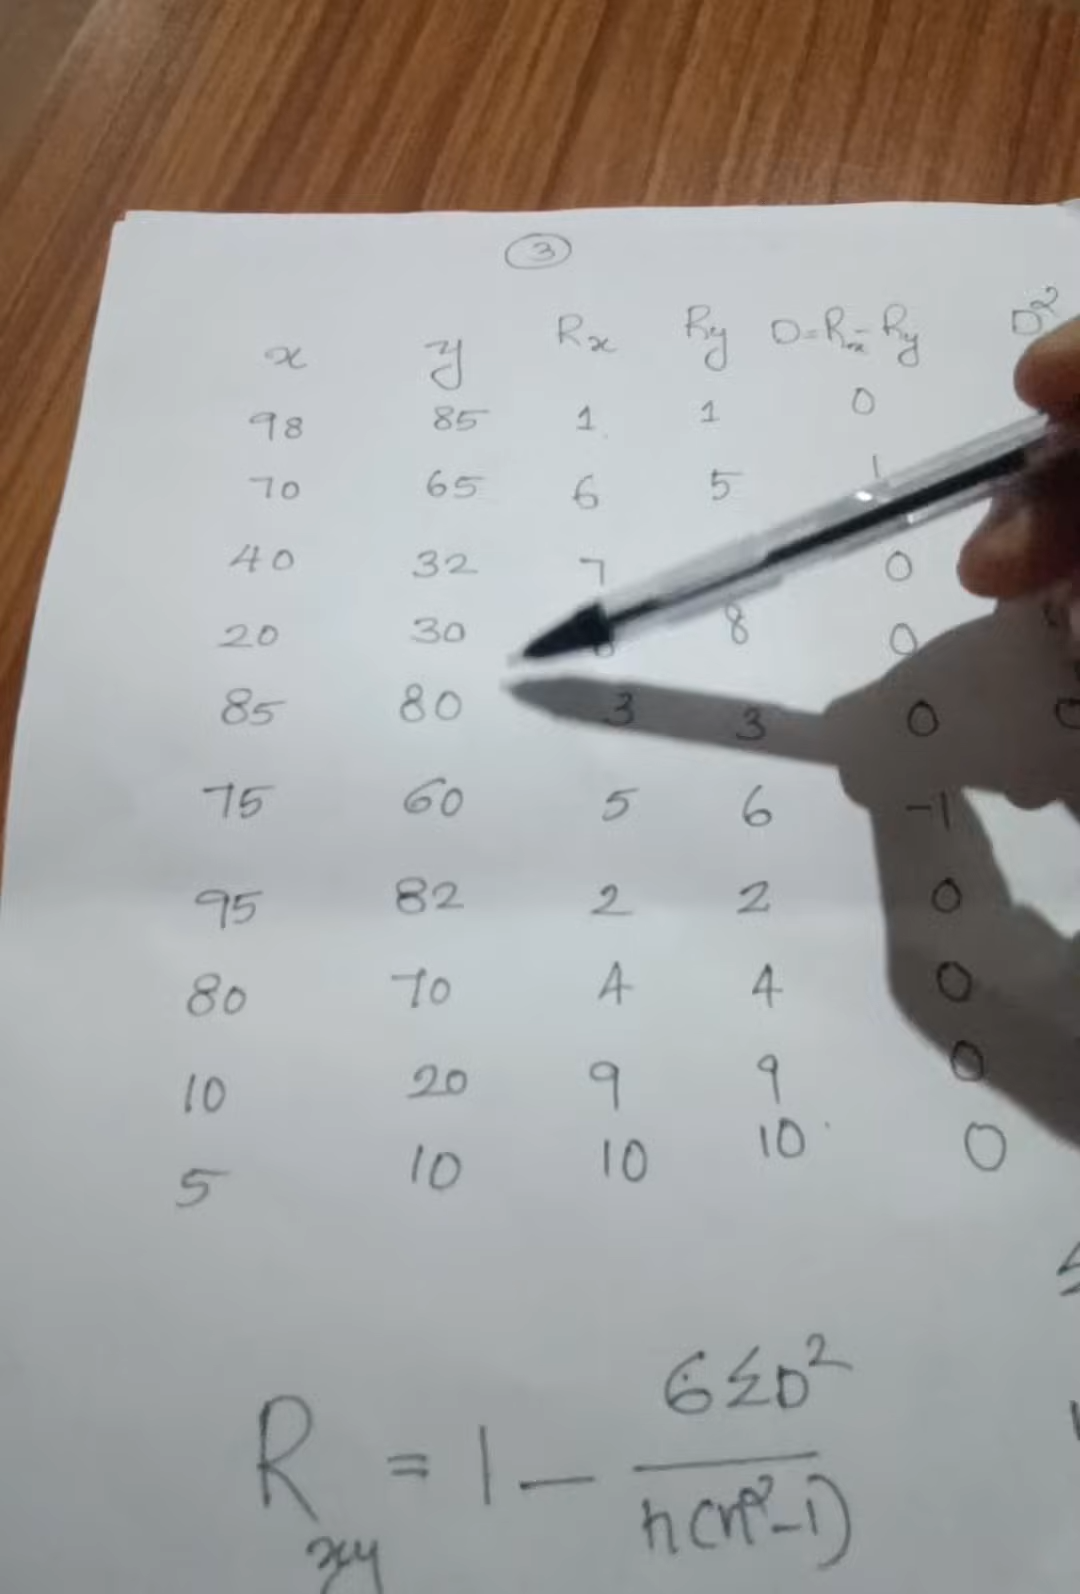 3
x y Rx Ry D=Rx-Ry D²
98 85 1 1 0
70 65 6 5 1
40 32 7 0
20 30 8 0
85 80 3 3 0
75 60 5 6 -1
95 82 2 2 0
80 70 4 4 0
10 20 9 9 0
5 10 10 10 0
Rxy = 1 - 6ΣD² / n(n²-1)